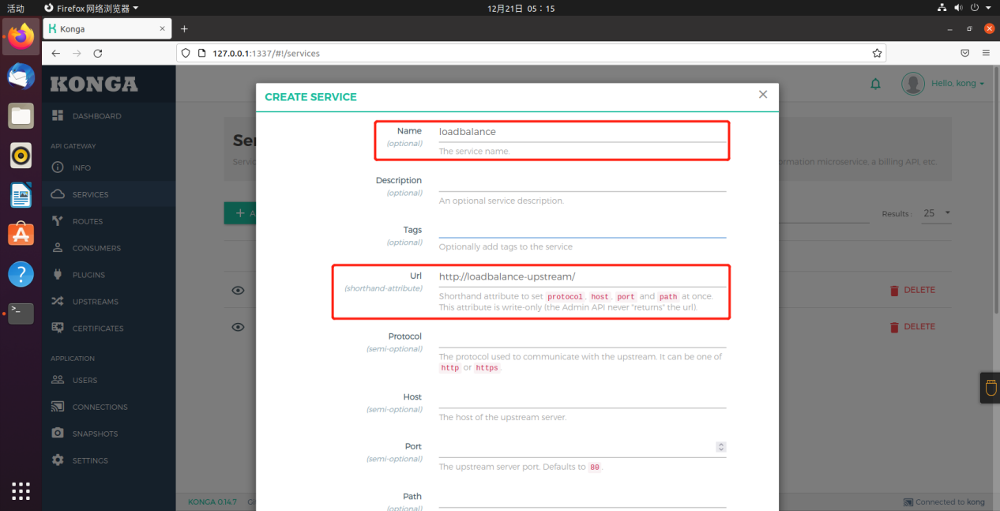 活动
Firefox 网络浏览器
12月21日 05：15
Konga
127.0.0.1:1337/#!/services
KONGA
Hello, kong
DASHBOARD
API GATEWAY
INFO
SERVICES
ROUTES
CONSUMERS
PLUGINS
UPSTREAMS
CERTIFICATES
APPLICATION
USERS
CONNECTIONS
SNAPSHOTS
SETTINGS
Ser
Servic
ormation microservice, a billing API, etc.
+ A
Results :
25
DELETE
DELETE
CREATE SERVICE
Name
(optional)
loadbalance
The service name.
Description
(optional)
An optional service description.
Tags
(optional)
Optionally add tags to the service
Url
(shorthand-attribute)
http://loadbalance-upstream/
Shorthand attribute to set protocol, host, port and path at once.
This attribute is write-only (the Admin API never "returns" the url).
Protocol
(semi-optional)
The protocol used to communicate with the upstream. It can be one of
http or https.
Host
(semi-optional)
The host of the upstream server.
Port
(semi-optional)
The upstream server port. Defaults to 80.
Path
(optional)
KONGA 0.14.7
Connected to kong